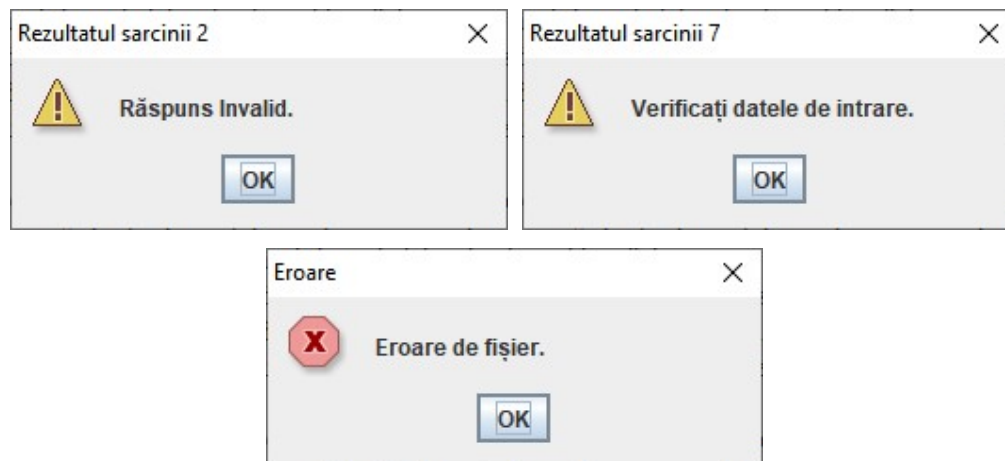 Rezultatul sarcinii 2
Răspuns Invalid.
OK
Rezultatul sarcinii 7
Verificați datele de intrare.
OK
Eroare
Eroare de fișier.
OK